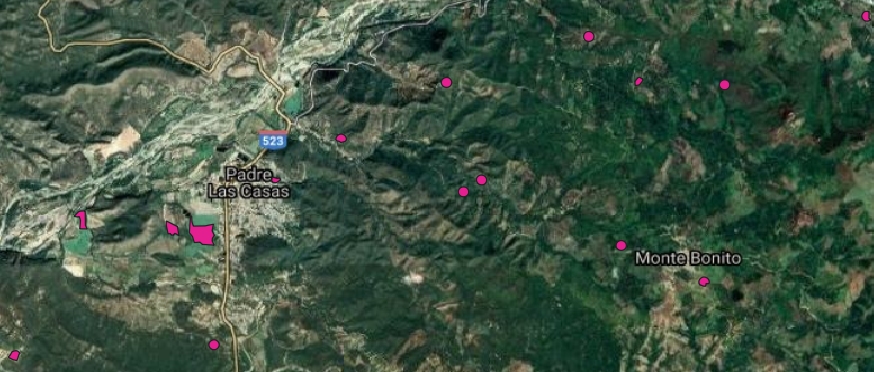 523
Padre
Las Casas
Monte Bonito